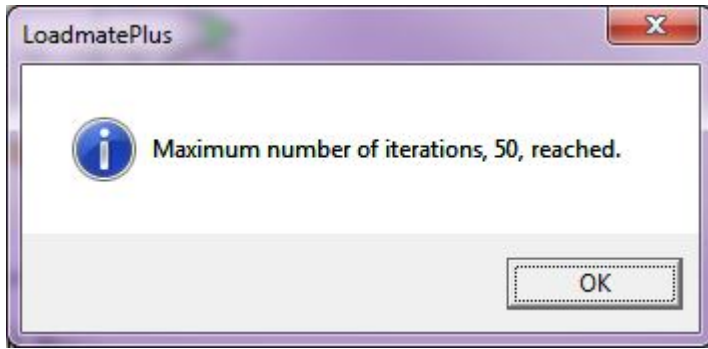 LoadmatePlus
Maximum number of iterations, 50, reached.
OK